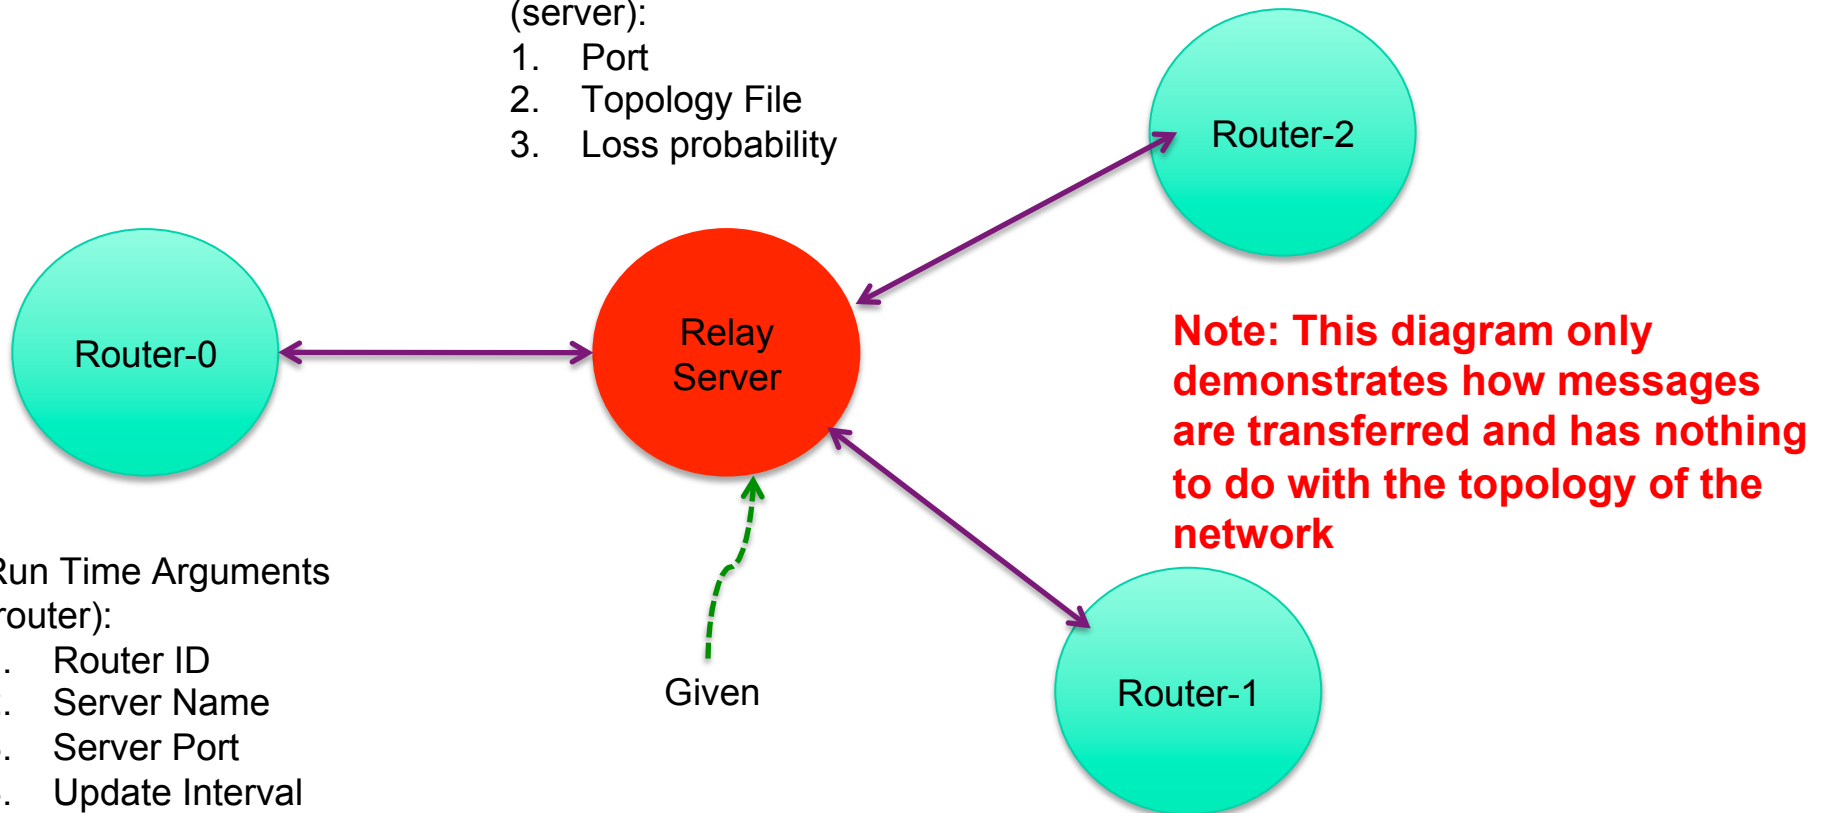 (server):
1. Port
2. Topology File
3. Loss probability
Router-2
Router-0
Relay
Server
Note: This diagram only
demonstrates how messages
are transferred and has nothing
to do with the topology of the
network
Run Time Arguments
router):
. Router ID
. Server Name
. Server Port
. Update Interval
Given
Router-1